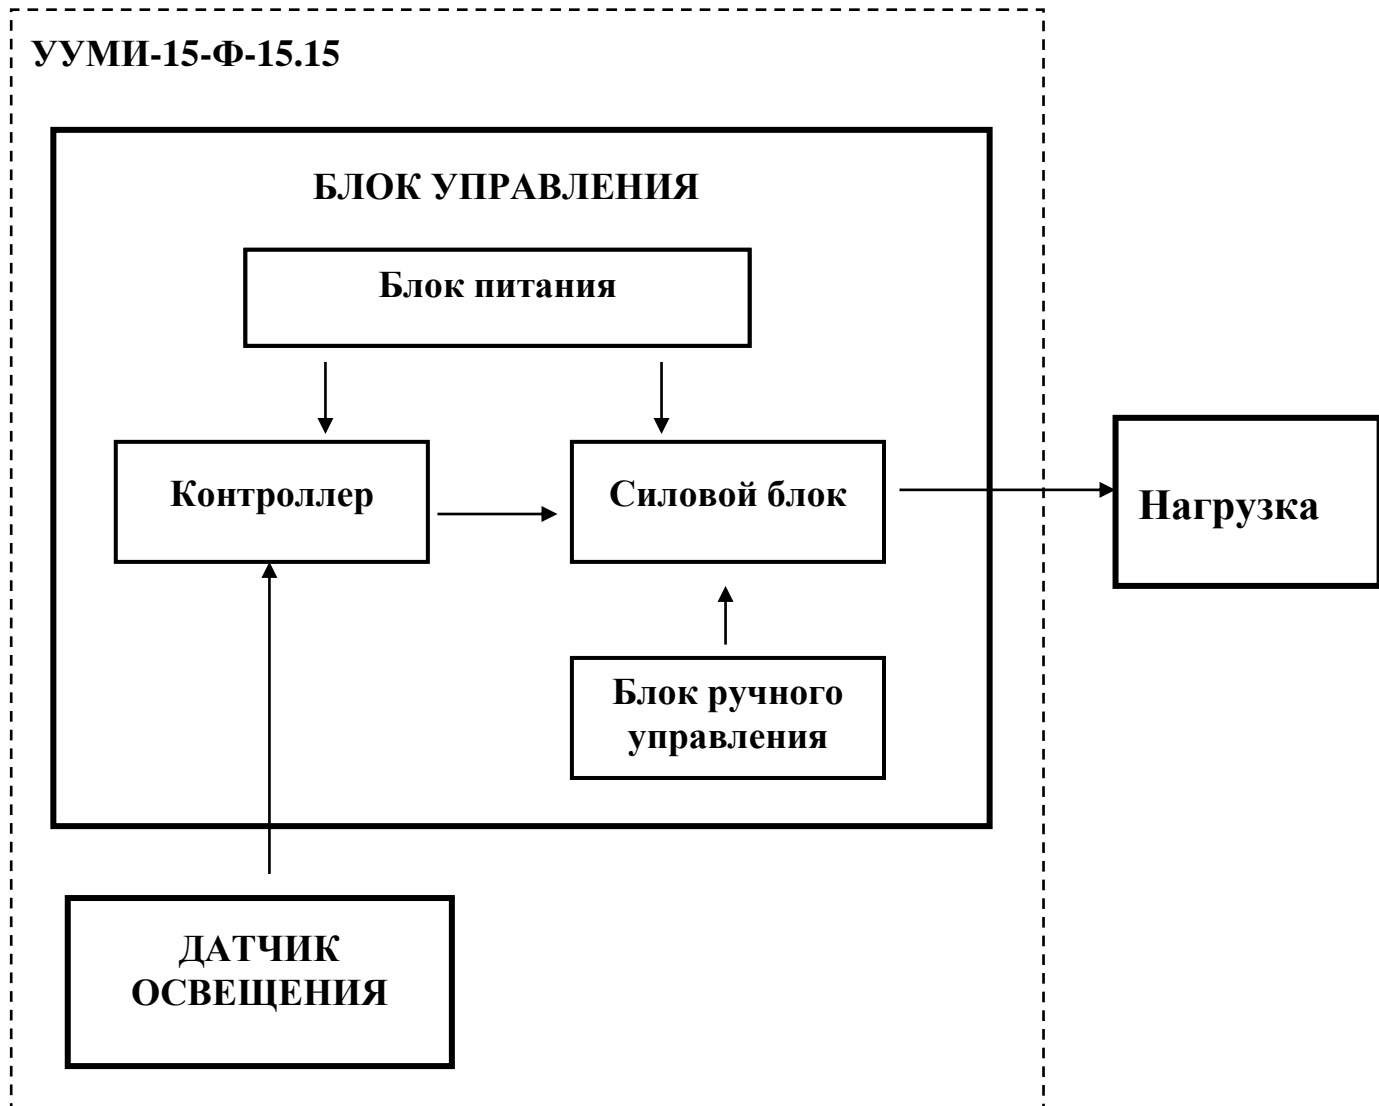 УУМИ-15-Ф-15.15
БЛОК УПРАВЛЕНИЯ
Блок питания
Контроллер
Силовой блок
Нагрузка
Блок ручного
управления
ДАТЧИК
ОСВЕЩЕНИЯ